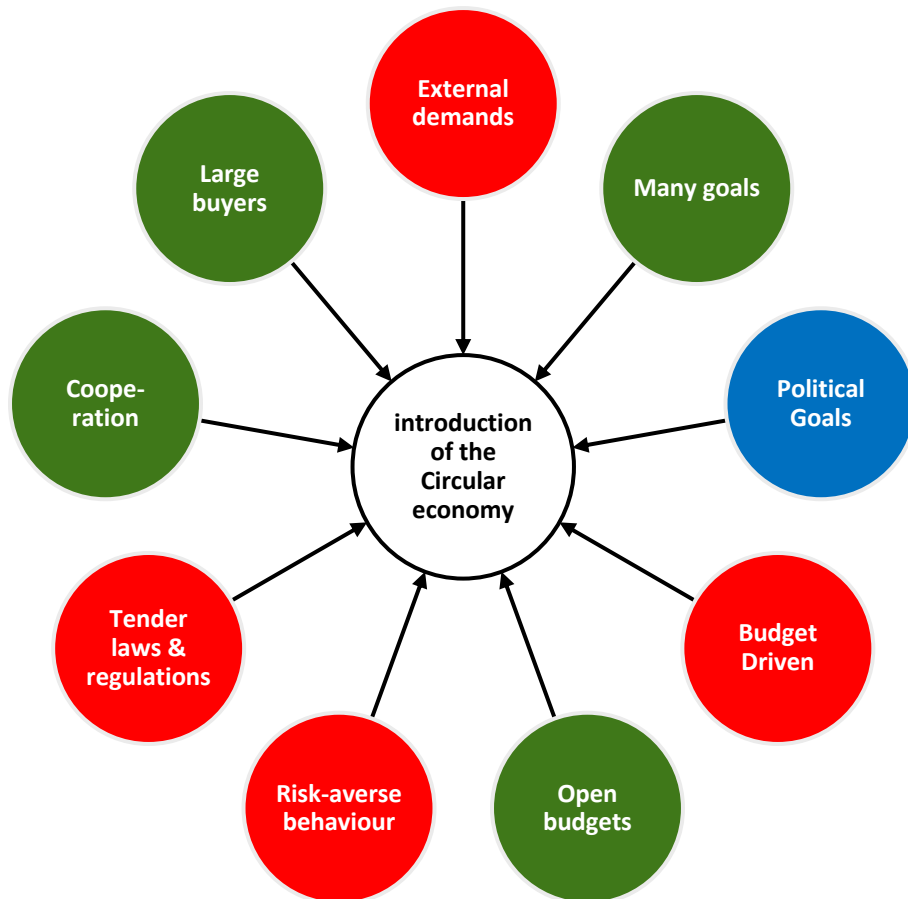 External
demands
Many goals
Political
Goals
Budget
Driven
Open
budgets
Risk-averse
behaviour
Tender
laws &
regulations
Coope-
ration
Large
buyers
introduction
of the
Circular
economy